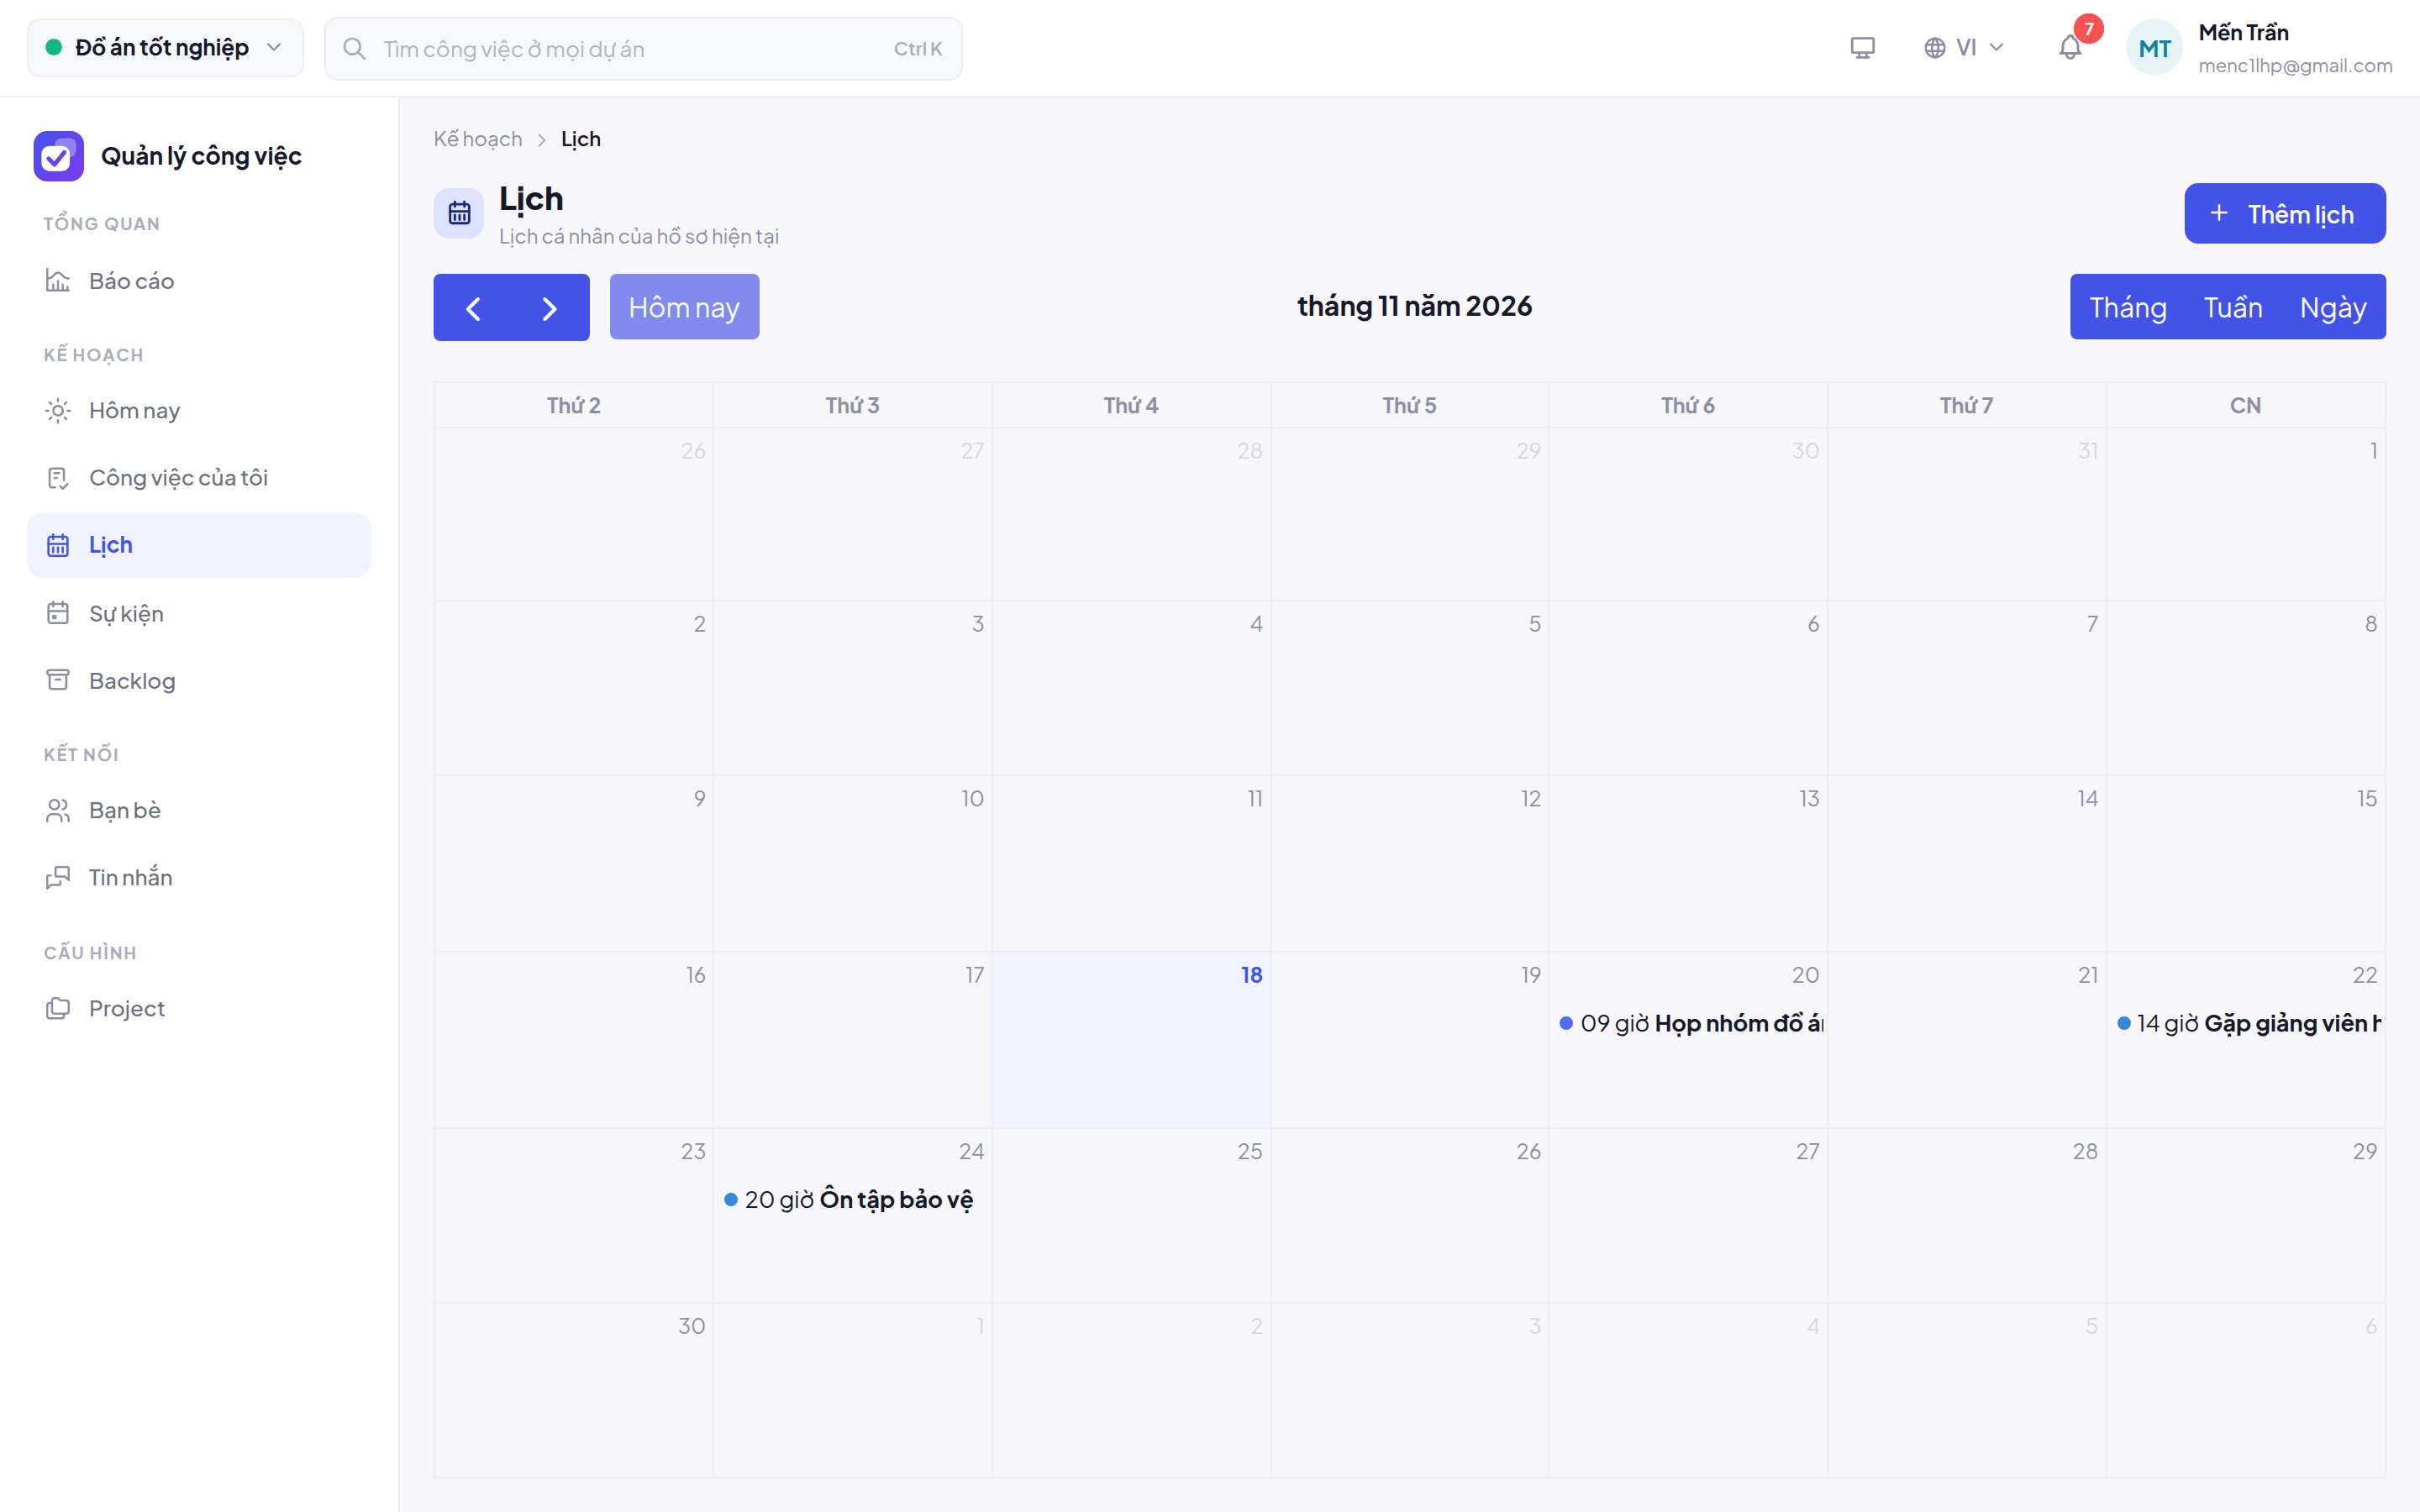 Đồ án tốt nghiệp
Tìm công việc ở mọi dự án
Ctrl K
VI
7
MT
Mến Trần
menc1lhp@gmail.com
Quản lý công việc
TỔNG QUAN
Báo cáo
KẾ HOẠCH
Hôm nay
Công việc của tôi
Lịch
Sự kiện
Backlog
KẾT NỐI
Bạn bè
Tin nhắn
CẤU HÌNH
Project
Kế hoạch > Lịch
Lịch
Lịch cá nhân của hồ sơ hiện tại
+ Thêm lịch
Hôm nay
tháng 11 năm 2026
Tháng Tuần Ngày
Thứ 2 Thứ 3 Thứ 4 Thứ 5 Thứ 6 Thứ 7 CN
26 27 28 29 30 31 1
2 3 4 5 6 7 8
9 10 11 12 13 14 15
16 17 18 19 20 21 22
09 giờ Họp nhóm đồ
14 giờ Gặp giảng viên
23 24 25 26 27 28 29
20 giờ Ôn tập bảo vệ
30 1 2 3 4 5 6